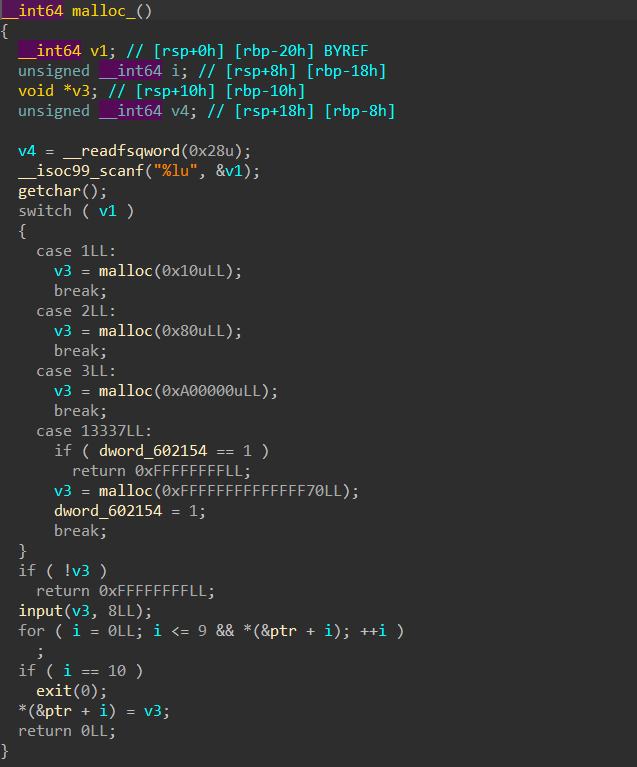 __int64 malloc_()
{
  __int64 v1; // [rsp+0h] [rbp-20h] BYREF
  unsigned __int64 i; // [rsp+8h] [rbp-18h]
  void *v3; // [rsp+10h] [rbp-10h]
  unsigned __int64 v4; // [rsp+18h] [rbp-8h]

  v4 = __readfsqword(0x28u);
  __isoc99_scanf("%lu", &v1);
  getchar();
  switch ( v1 )
  {
    case 1LL:
      v3 = malloc(0x10uLL);
      break;
    case 2LL:
      v3 = malloc(0x80uLL);
      break;
    case 3LL:
      v3 = malloc(0xA00000uLL);
      break;
    case 13337LL:
      if ( dword_602154 == 1 )
        return 0xFFFFFFFFLL;
      v3 = malloc(0xFFFFFFFFFFFFFF70LL);
      dword_602154 = 1;
      break;
  }
  if ( !v3 )
    return 0xFFFFFFFFLL;
  input(v3, 8LL);
  for ( i = 0LL; i <= 9 && *(&ptr + i); ++i )
    ;
  if ( i == 10 )
    exit(0);
  *(&ptr + i) = v3;
  return 0LL;
}